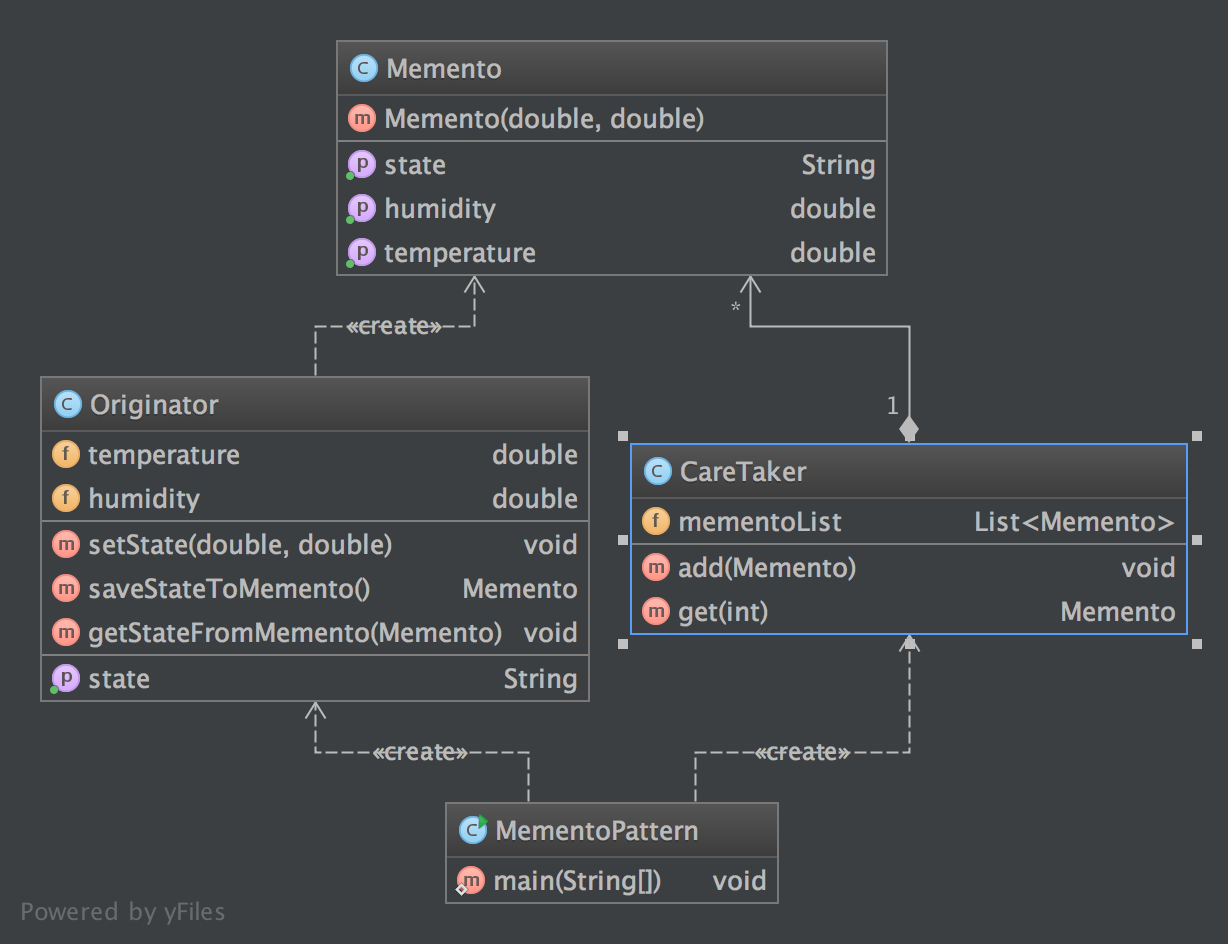 Memento
Memento(double, double)
state String
humidity double
temperature double
*
«create»
1
Originator
temperature double
humidity double
setState(double, double) void
saveStateToMemento() Memento
getStateFromMemento(Memento) void
state String
CareTaker
mementoList List<Memento>
add(Memento) void
get(int) Memento
«create»
«create»
MementoPattern
main(String[]) void
Powered by yFiles